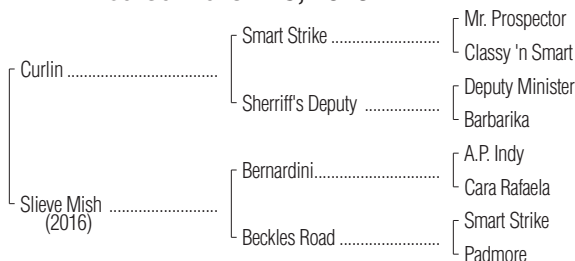 Smart Strike
Mr. Prospector
Classy 'n Smart
Curlin
Sherriff's Deputy
Deputy Minister
Barbarika
Bernardini
A.P. Indy
Cara Rafaela
Slieve Mish
(2016)
Beckles Road
Smart Strike
Padmore